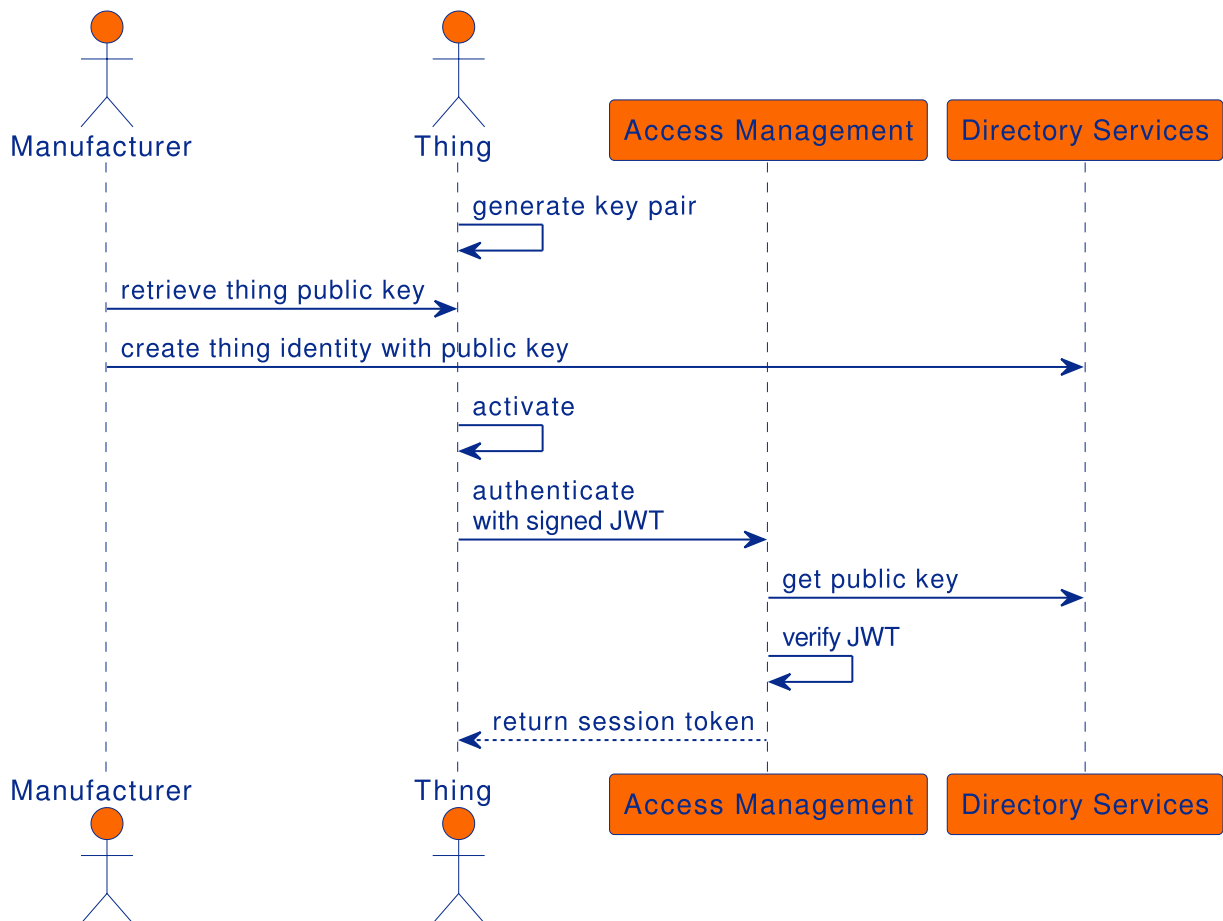 Manufacturer
Thing
Access Management
Directory Services
generate key pair
retrieve thing public key
create thing identity with public key
activate
authenticate
with signed JWT
get public key
verify JWT
return session token
Manufacturer
Thing
Access Management
Directory Services